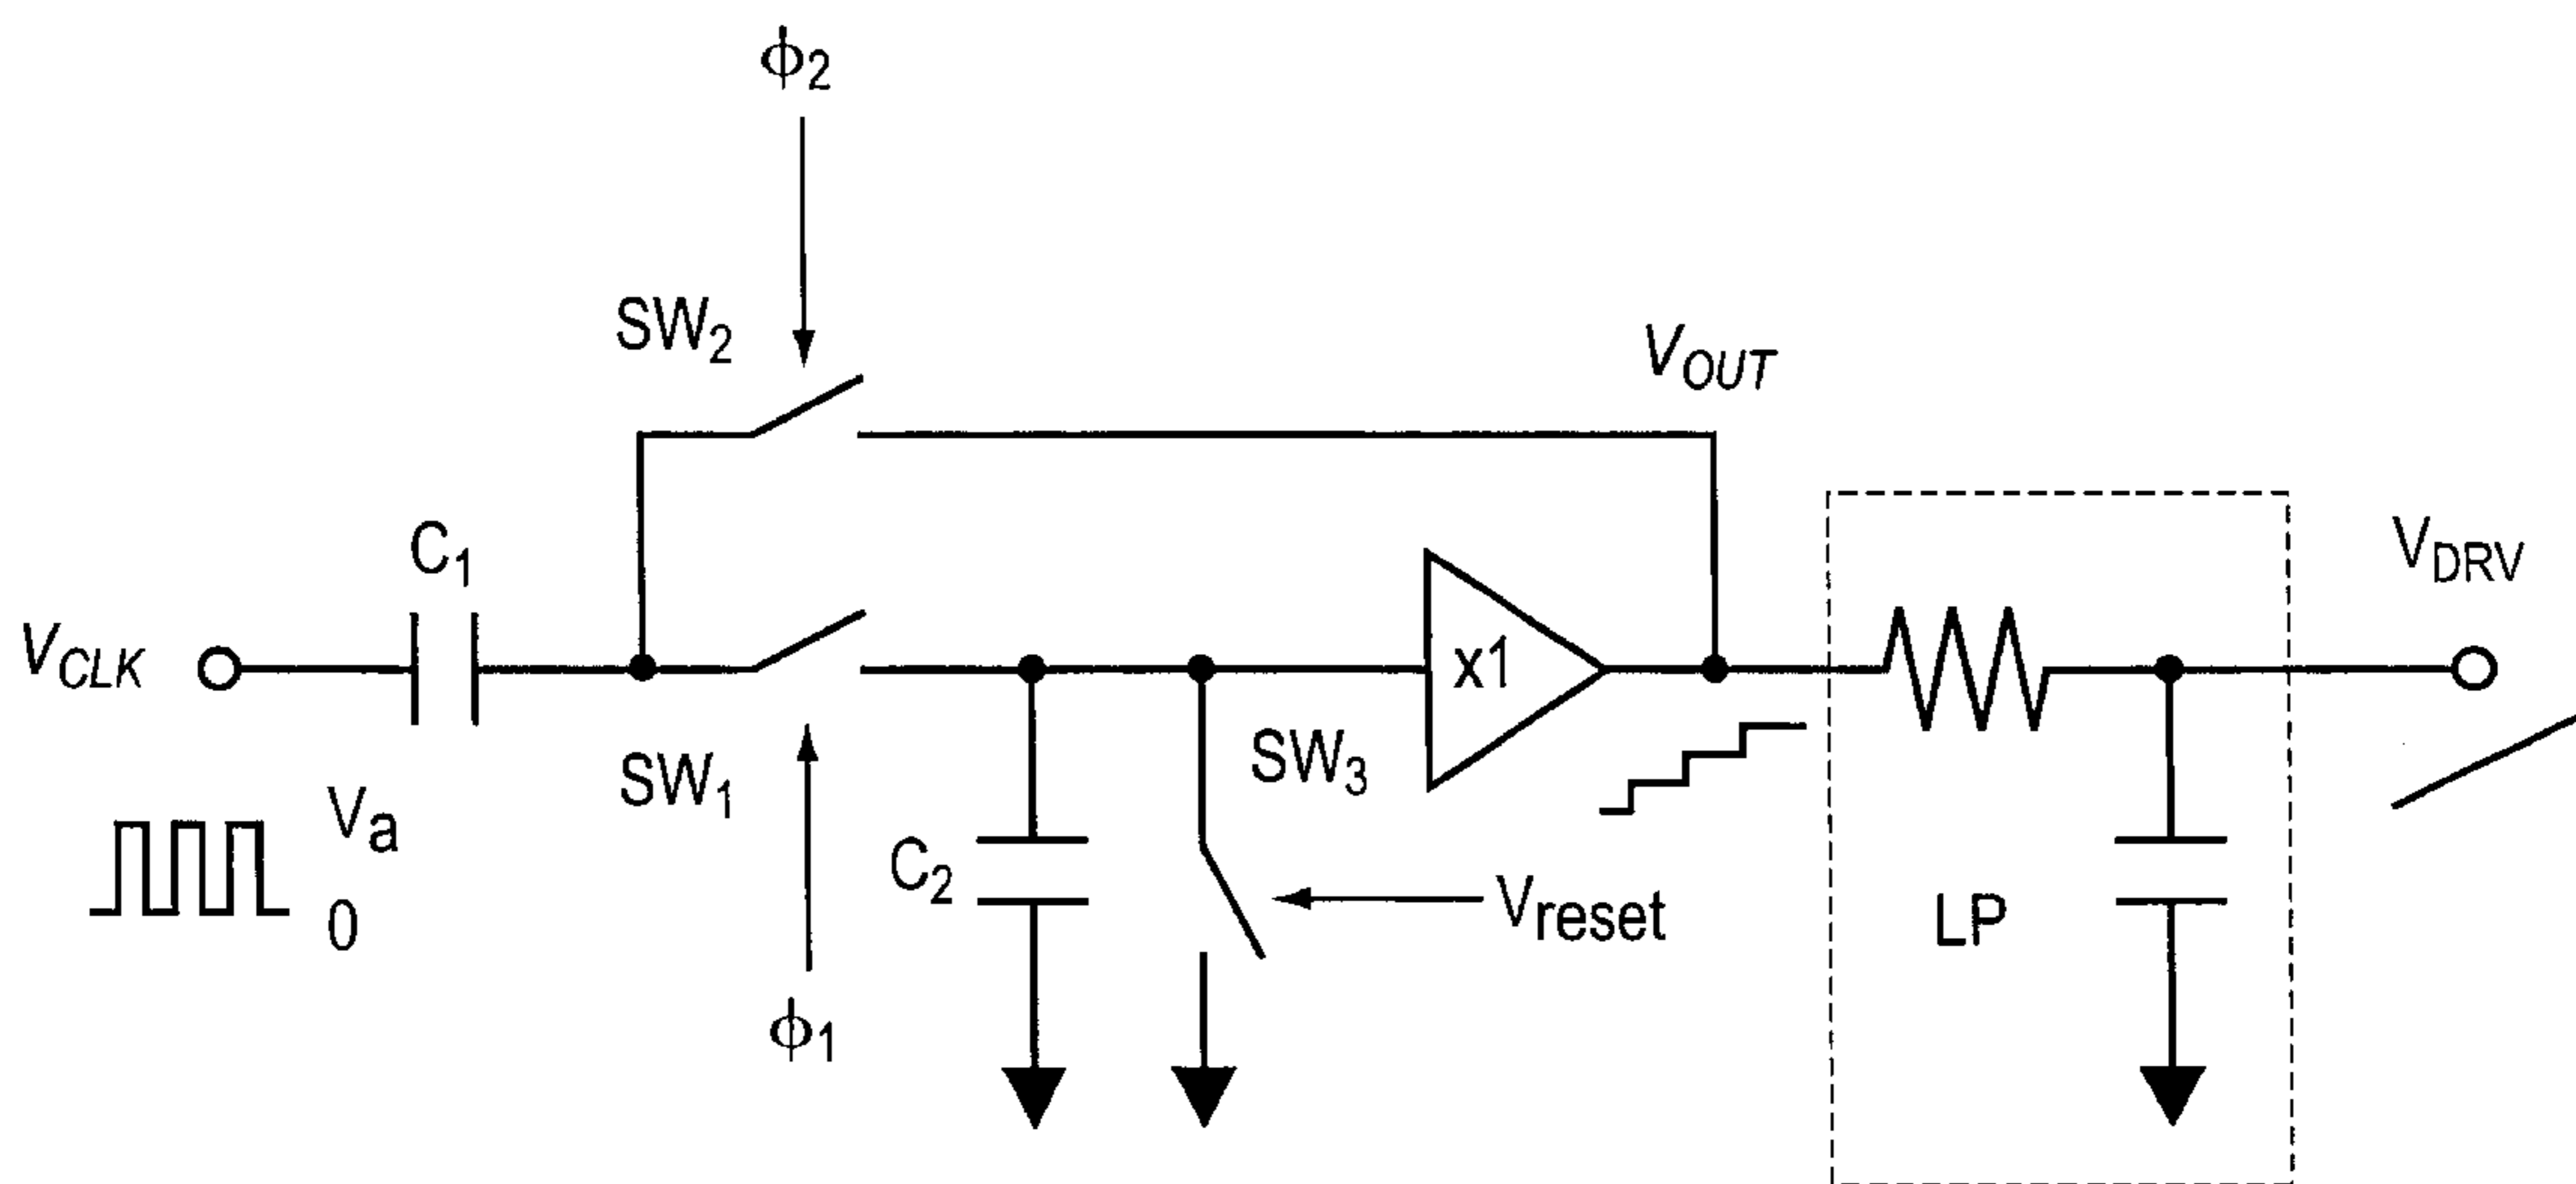 ϕ2
SW2
VOUT
C1
VDRV
VCLK
x1
SW3
SW1
Va
0
C2
Vreset
LP
ϕ1